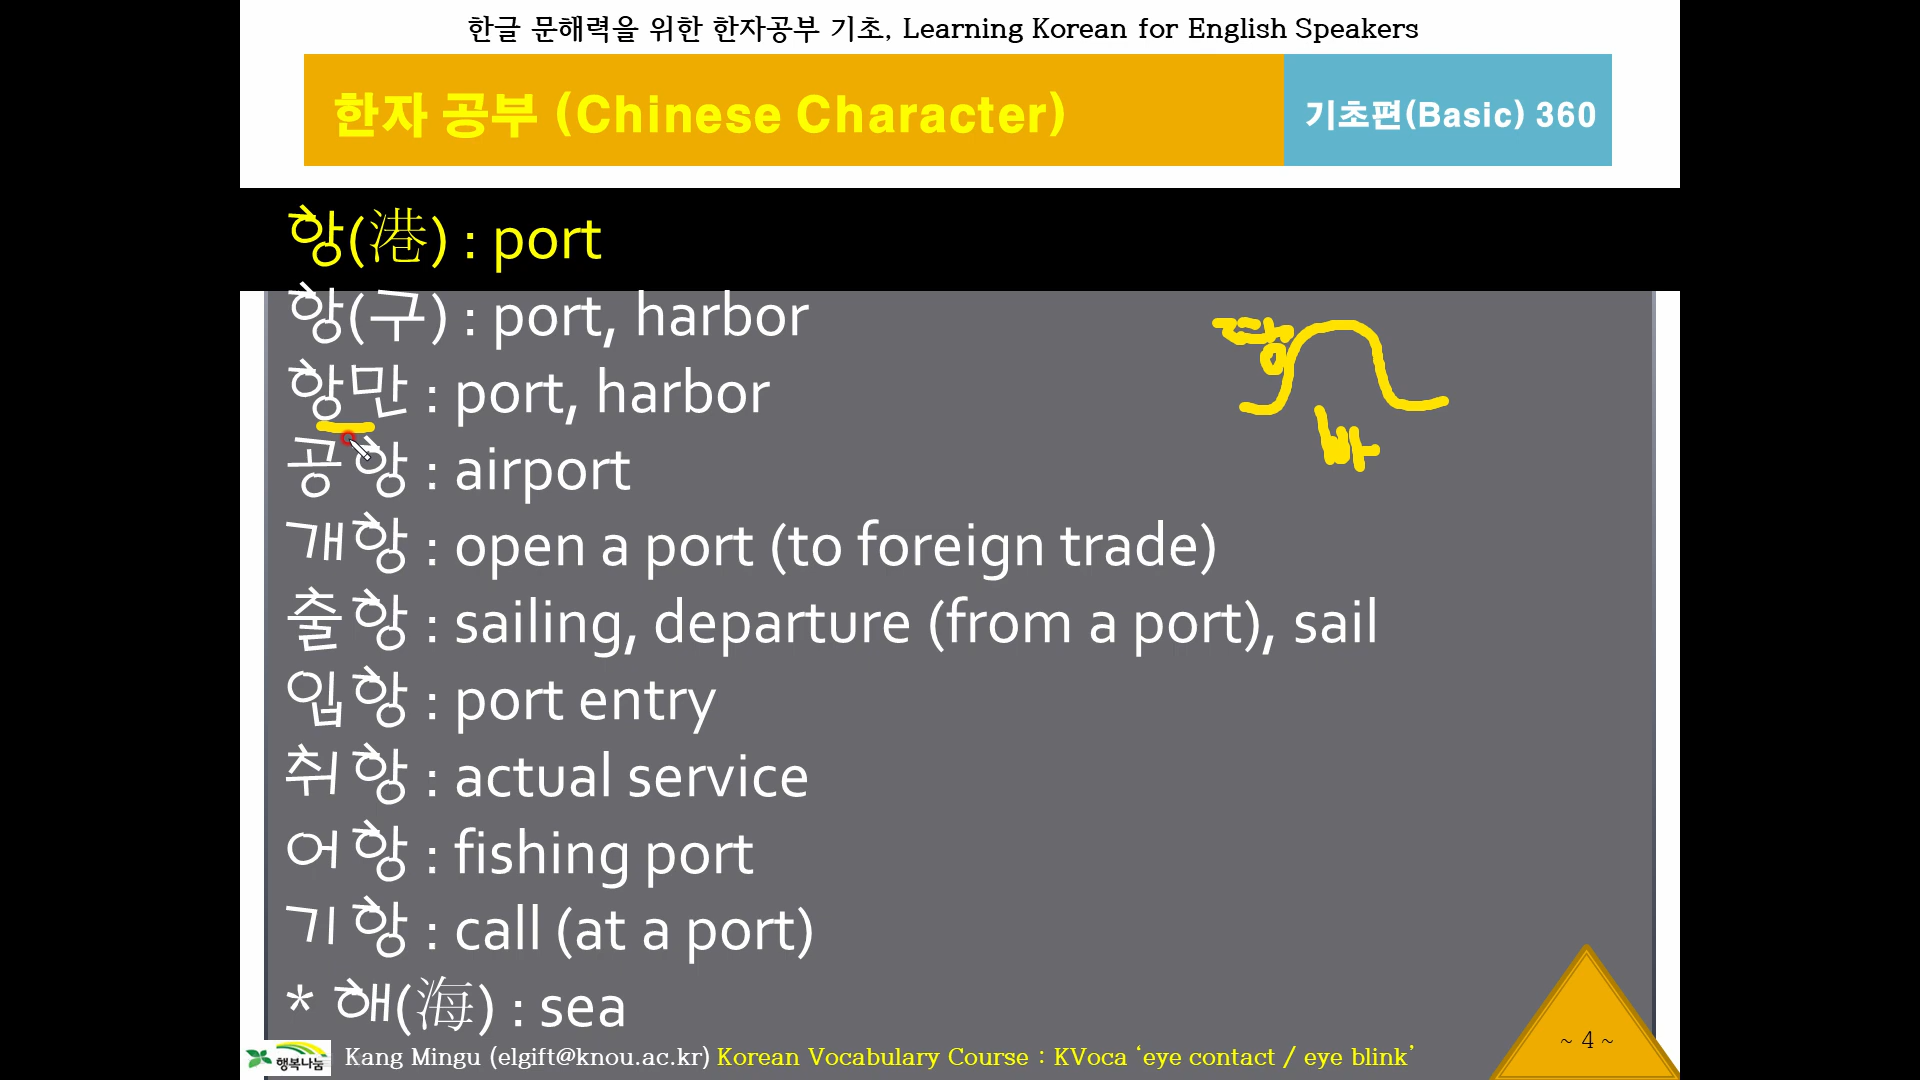 한글 문해력을 위한 한자공부 기초, Learning Korean for English Speakers
한자 공부 (Chinese Character)
기초편(Basic) 360
항(港) : port
항(구) : port, harbor
항만 : port, harbor
공항 : airport
개항 : open a port (to foreign trade)
출항 : sailing, departure (from a port), sail
입항 : port entry
취항 : actual service
어항 : fishing port
기항 : call (at a port)
* 해(海) : sea
행복나눔
Kang Mingu (elgift@knou.ac.kr) Korean Vocabulary Course : KVoca ‘eye contact / eye blink’
~ 4 ~